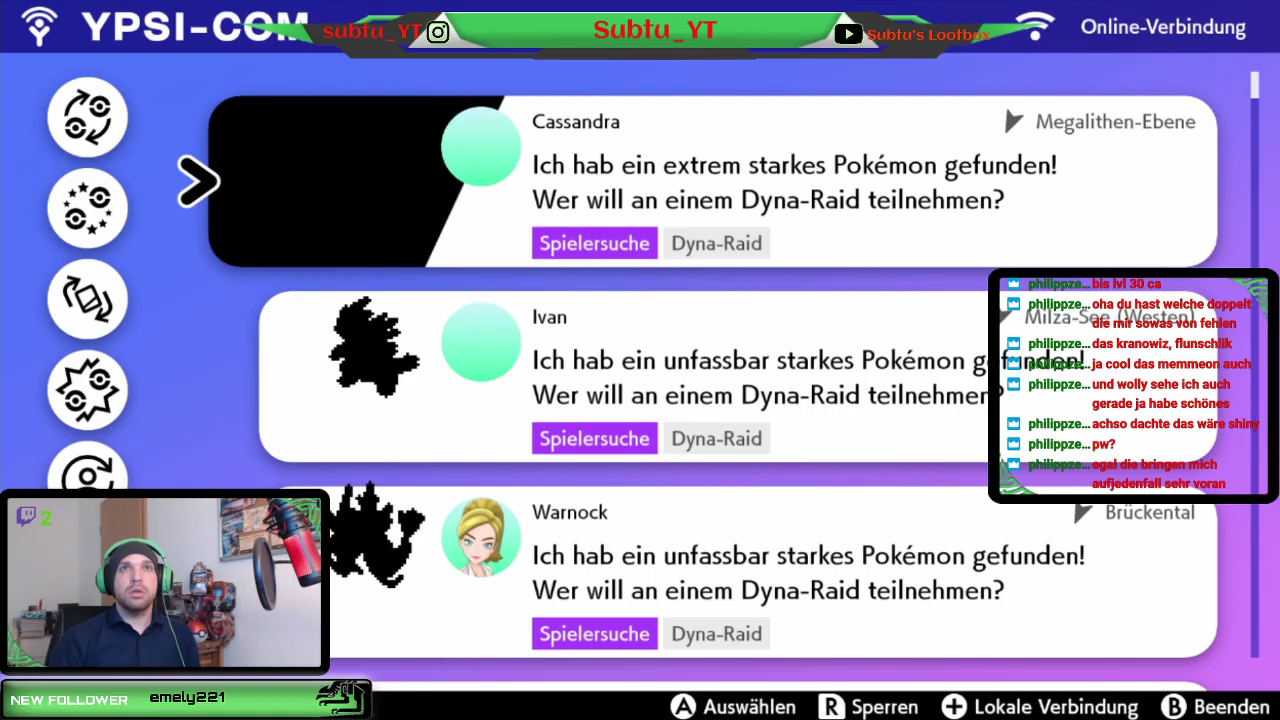 YPSI-COM
subtu_YT
Subtu_YT
Subtu's Lootbox
Online-Verbindung
Cassandra
Megalithen-Ebene
Ich hab ein extrem starkes Pokémon gefunden!
Wer will an einem Dyna-Raid teilnehmen?
Spielersuche
Dyna-Raid
Ivan
Milza-See (Westen)
Ich hab ein unfassbar starkes Pokémon gefunden!
Wer will an einem Dyna-Raid teilnehmen?
Spielersuche
Dyna-Raid
philippze... bis lvl 30 ca
philippze... oha du hast welche doppelt
die mir sowas von fehlen
philippze... das kranowiz, flunschlik
philippze... ja cool das memmeon auch
philippze... und wolly sehe ich auch
gerade ja habe schönes
philippze... achso dachte das wäre shiny
philippze... pw?
philippze... egal die bringen mich
aufjedenfall sehr voran
Warnock
Brückental
Ich hab ein unfassbar starkes Pokémon gefunden!
Wer will an einem Dyna-Raid teilnehmen?
Spielersuche
Dyna-Raid
2
NEW FOLLOWER
emely221
A Auswählen
R Sperren
+ Lokale Verbindung
B Beenden